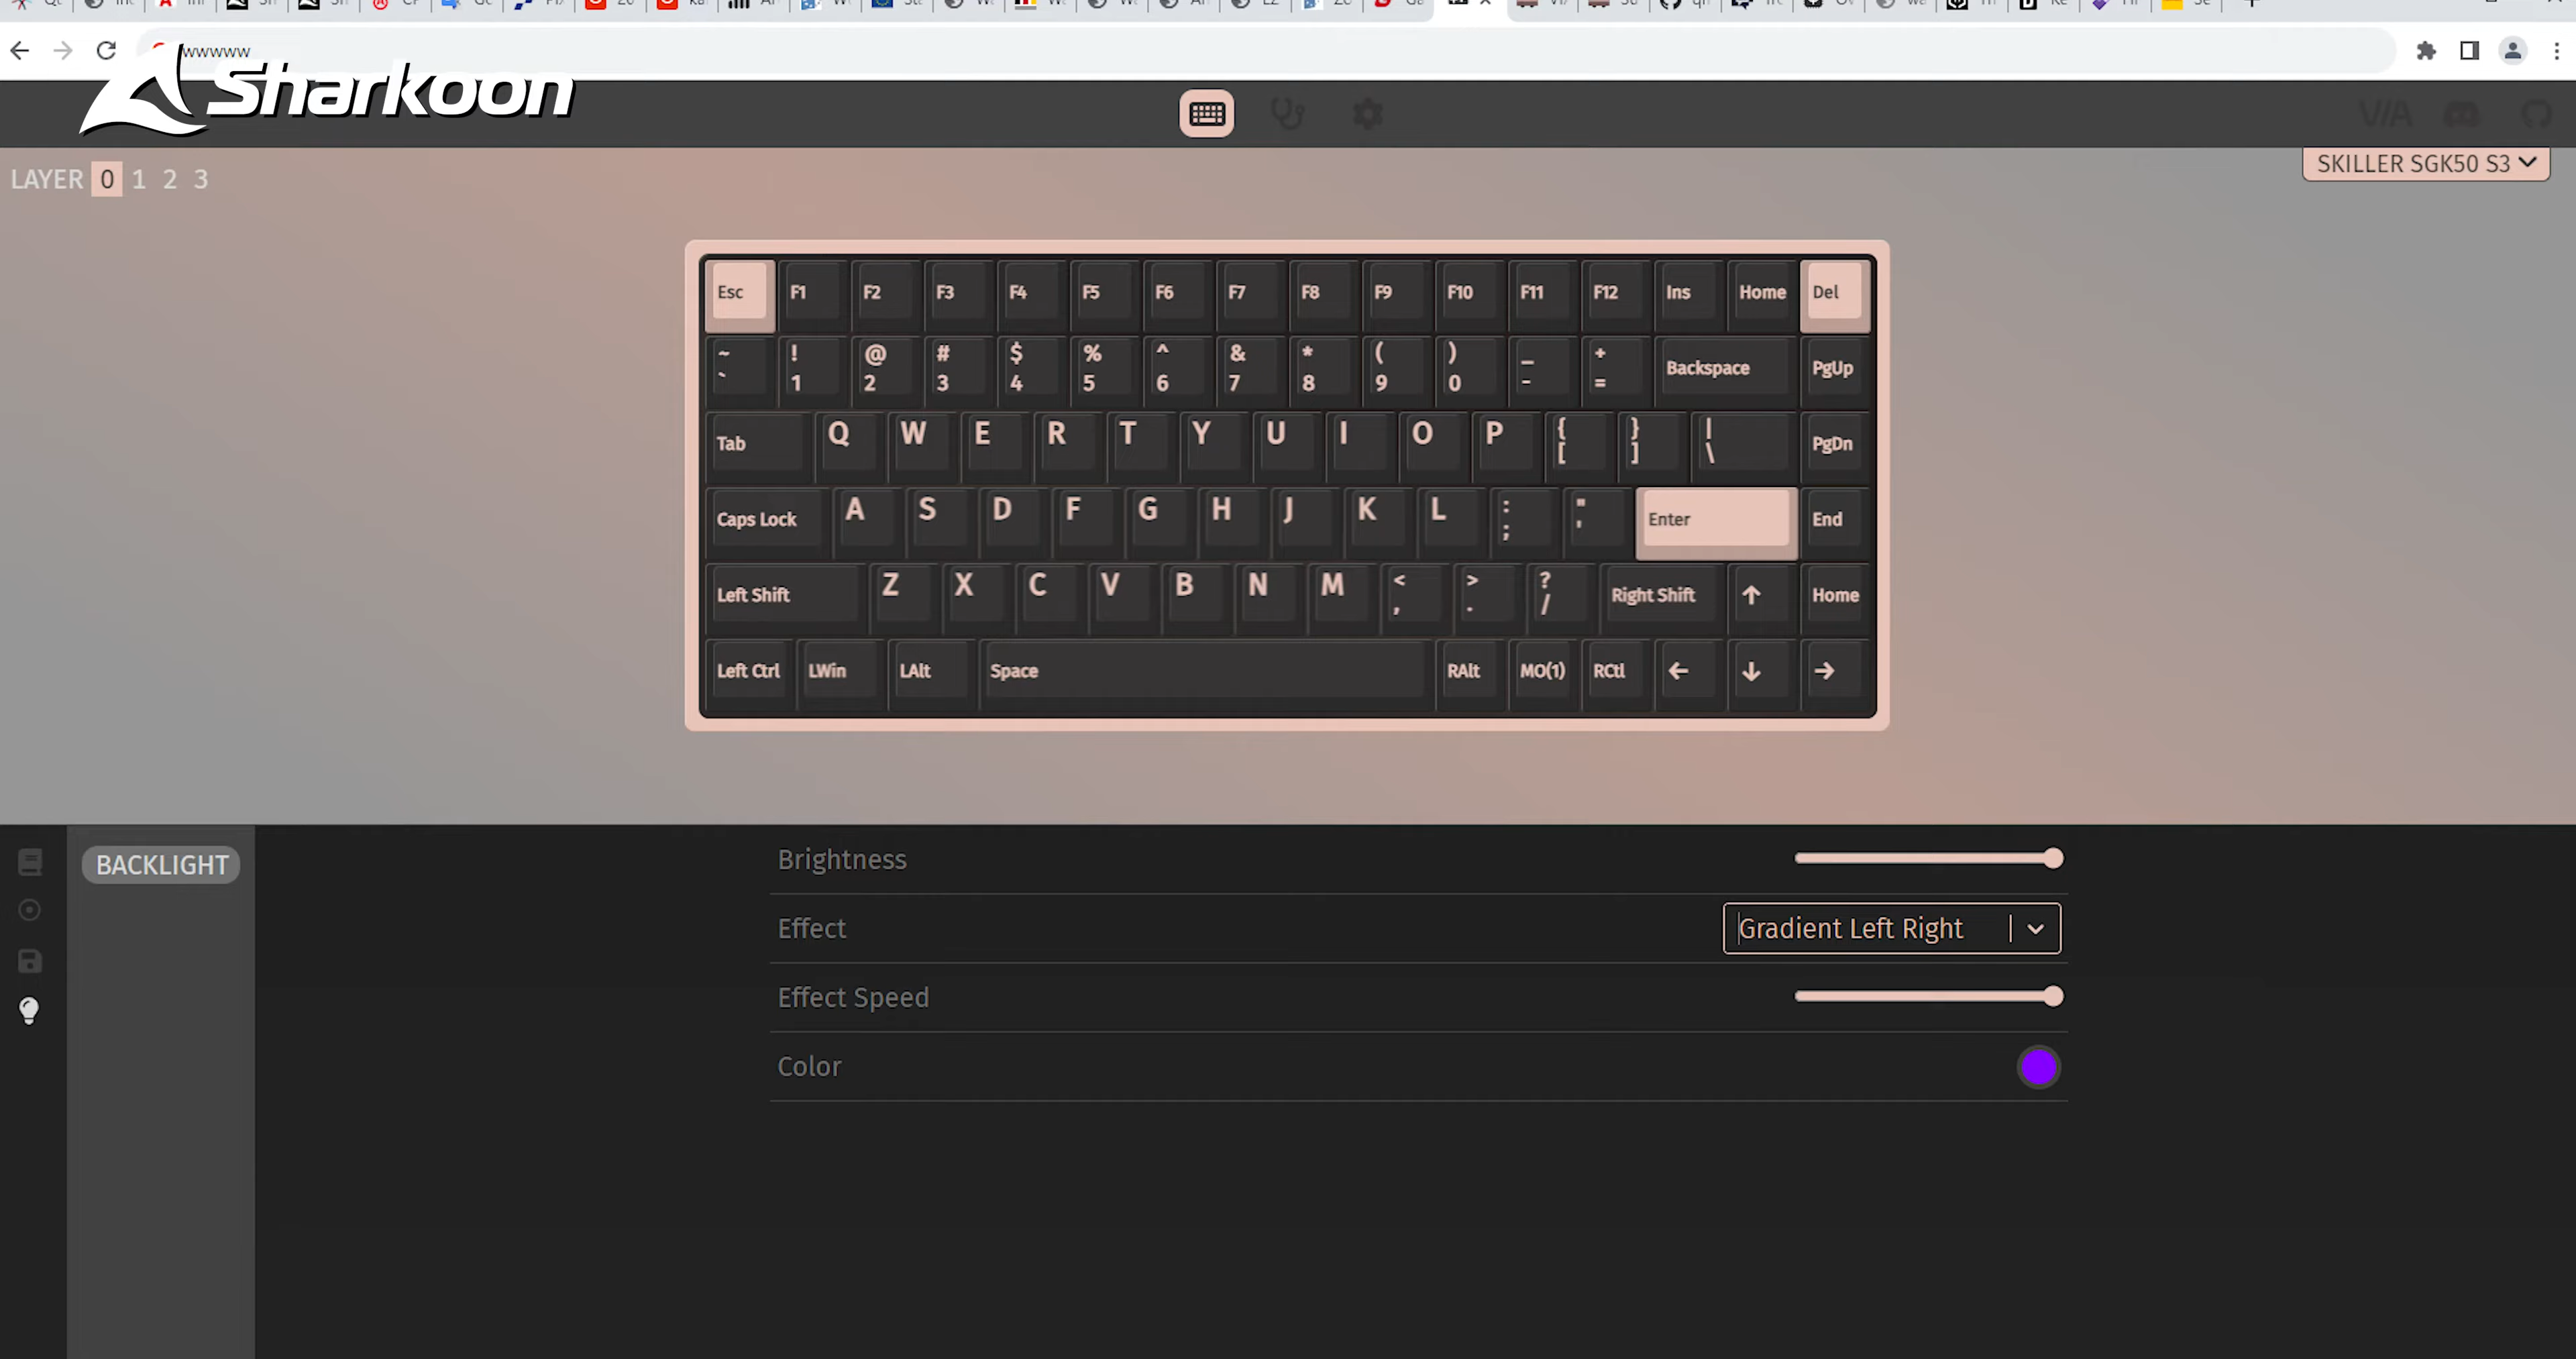 wwwww
Sharkoon
VIA
LAYER 0 1 2 3
SKILLER SGK50 S3
Esc F1 F2 F3 F4 F5 F6 F7 F8 F9 F10 F11 F12 Ins Home Del
~ ! @ # $ % ^ & * ( ) _ +
` 1 2 3 4 5 6 7 8 9 0 - = Backspace PgUp
Tab Q W E R T Y U I O P { [ } ] | \ PgDn
Caps Lock A S D F G H J K L : ; " ' Enter End
Left Shift Z X C V B N M < , > . ? / Right Shift ↑ Home
Left Ctrl LWin LAlt Space RAlt MO(1) RCtl ← ↓ →
BACKLIGHT
Brightness
Effect Gradient Left Right
Effect Speed
Color